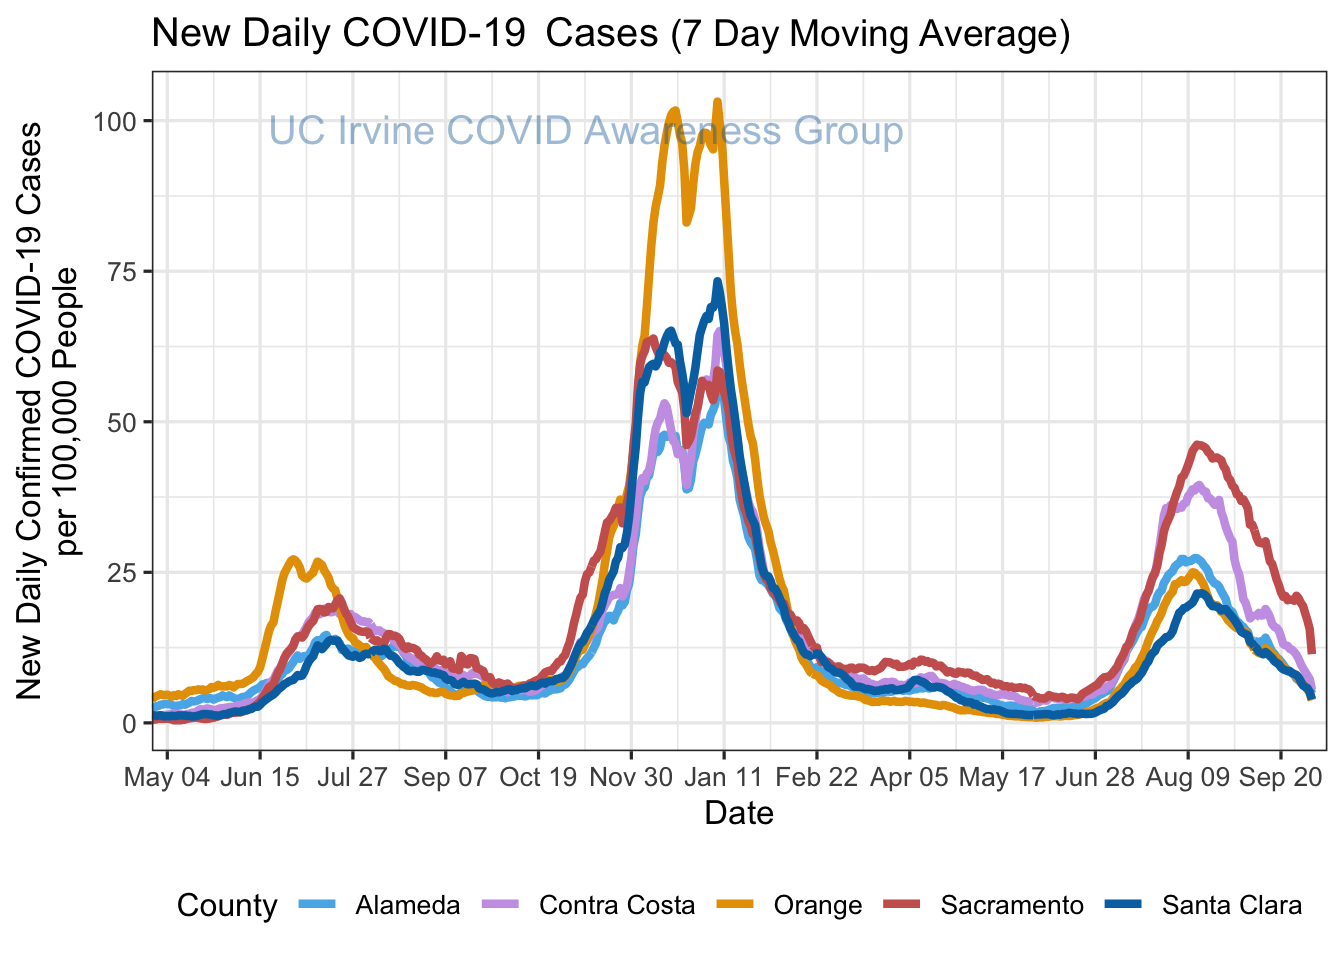 New Daily COVID-19  Cases (7 Day Moving Average)
UC Irvine COVID Awareness Group
New Daily Confirmed COVID-19 Cases
per 100,000 People
100
75
50
25
0
May 04 Jun 15 Jul 27 Sep 07 Oct 19 Nov 30 Jan 11 Feb 22 Apr 05 May 17 Jun 28 Aug 09 Sep 20
Date
County Alameda Contra Costa Orange Sacramento Santa Clara